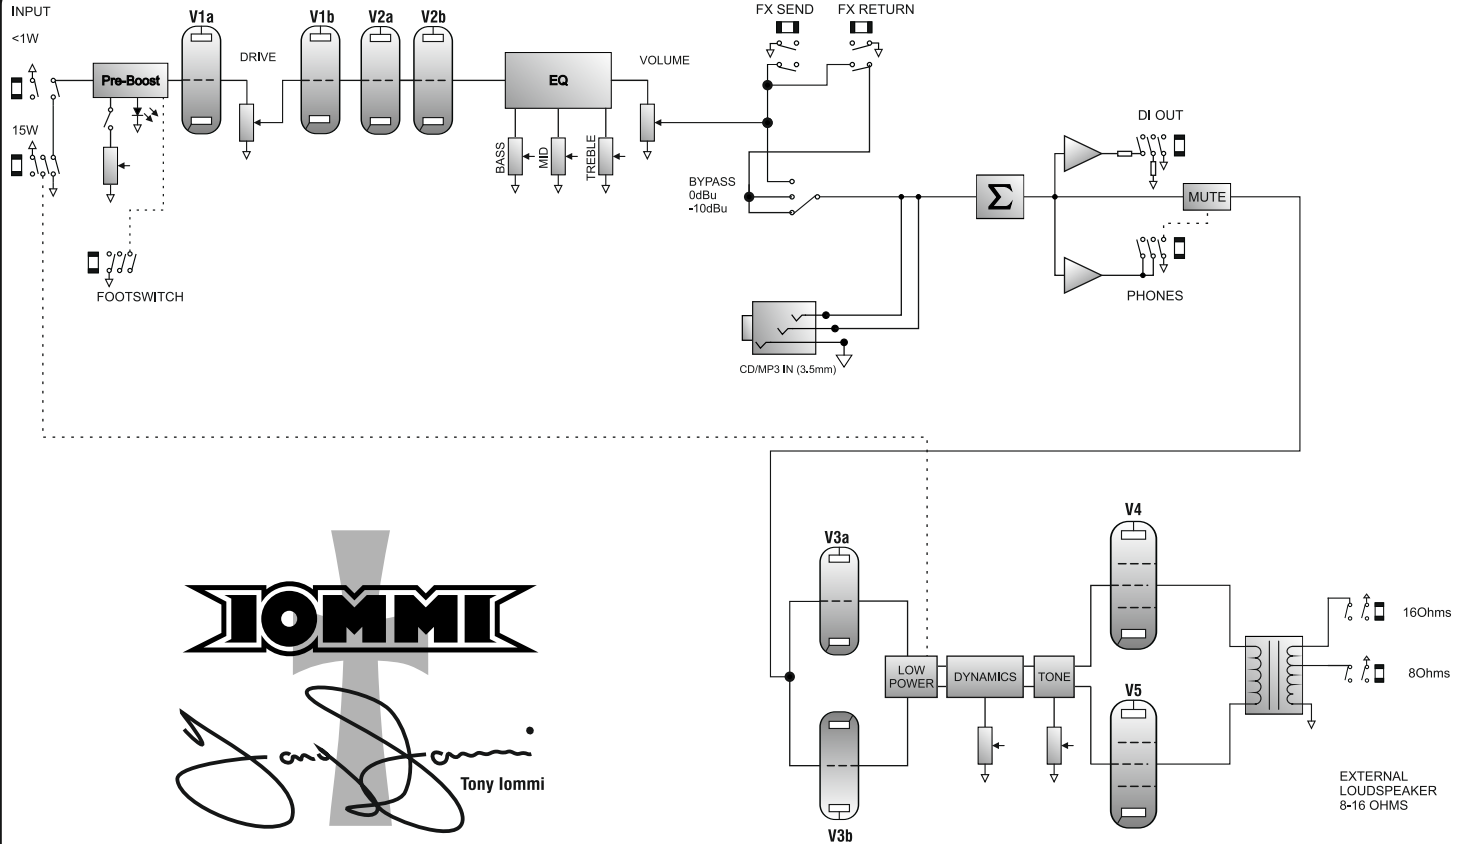 INPUT
<1W
15W
V1a
V1b
V2a
V2b
Pre-Boost
DRIVE
EQ
VOLUME
BASS
MID
TREBLE
FOOTSWITCH
FX SEND
FX RETURN
BYPASS
0dBu
-10dBu
Σ
DI OUT
MUTE
PHONES
CD/MP3 IN (3.5mm)
IOMMI
Tony Iommi
Tony Iommi
V3a
V3b
LOW
POWER
DYNAMICS
TONE
V4
V5
16Ohms
8Ohms
EXTERNAL
LOUDSPEAKER
8-16 OHMS